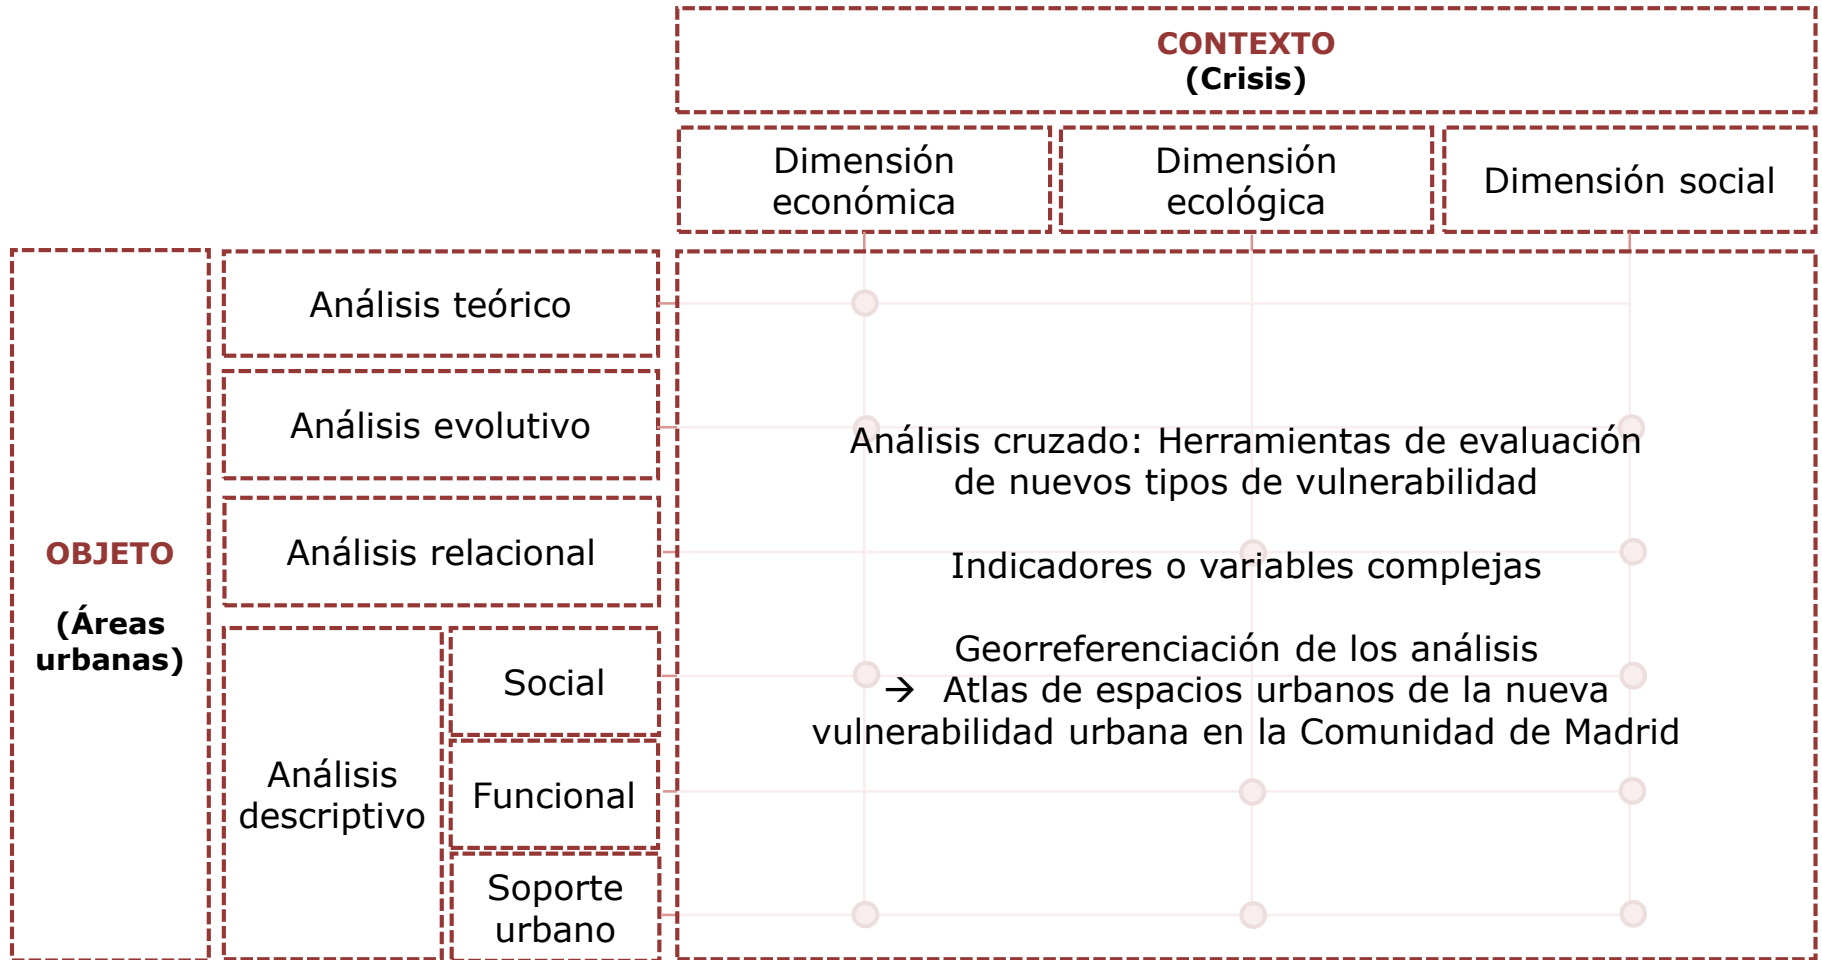 CONTEXTO
(Crisis)
Dimensión
económica
Dimensión
ecológica
Dimensión social
OBJETO
(Áreas
urbanas)
Análisis teórico
Análisis evolutivo
Análisis relacional
Análisis
descriptivo
Social
Funcional
Soporte
urbano
Análisis cruzado: Herramientas de evaluación
de nuevos tipos de vulnerabilidad
Indicadores o variables complejas
Georreferenciación de los análisis
→ Atlas de espacios urbanos de la nueva
vulnerabilidad urbana en la Comunidad de Madrid